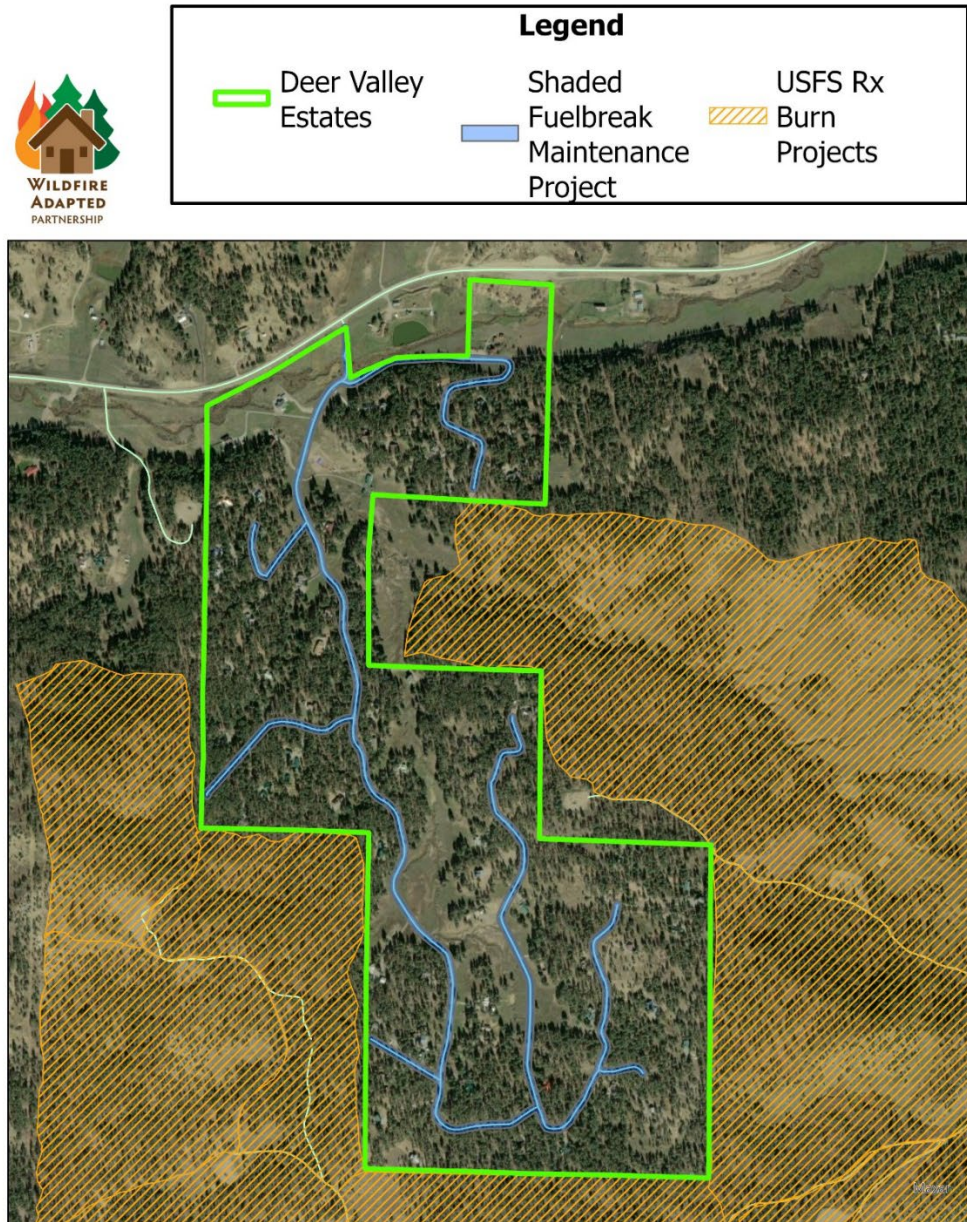 Legend
Deer Valley
Estates
Shaded
Fuelbreak
Maintenance
Project
USFS Rx
Burn
Projects
WILDFIRE
ADAPTED
PARTNERSHIP